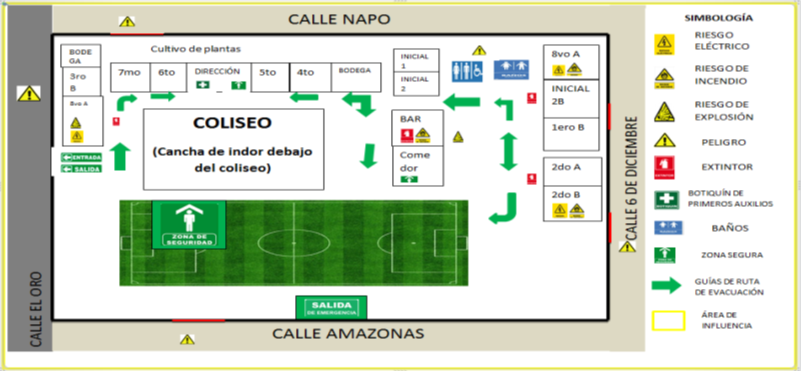 CALLE NAPO
SIMBOLOGÍA
RIESGO
ELÉCTRICO
RIESGO DE
INCENDIO
RIESGO DE
EXPLOSIÓN
PELIGRO
EXTINTOR
BOTIQUÍN DE
PRIMEROS AUXILIOS
BAÑOS
ZONA SEGURA
GUÍAS DE RUTA
DE EVACUACIÓN
ÁREA DE
INFLUENCIA
Cultivo de plantas
BODE
GA
3ro
B
8vo A
7mo
6to
DIRECCIÓN
5to
4to
BODEGA
INICIAL
1
INICIAL
2
8vo A
INICIAL
2B
1ero B
2do A
2do B
BAR
Come
dor
COLISEO
(Cancha de indor debajo
del coliseo)
ENTRADA
SALIDA
ZONA DE
SEGURIDAD
SALIDA
DE EMERGENCIA
CALLE EL ORO
CALLE 6 DE DICIEMBRE
CALLE AMAZONAS